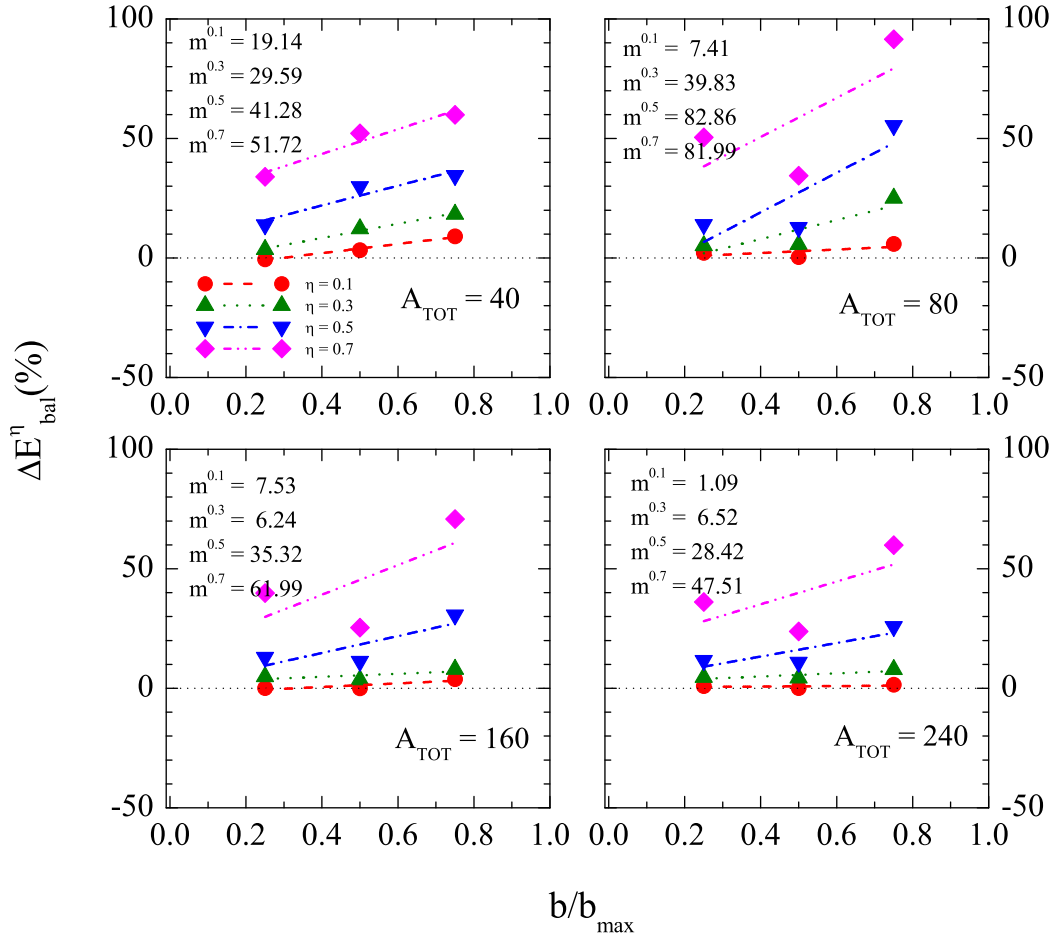 ΔE^η_bal(%)
100
50
0
-50
m^0.1 = 19.14
m^0.3 = 29.59
m^0.5 = 41.28
m^0.7 = 51.72
η = 0.1
η = 0.3
η = 0.5
η = 0.7
A_TOT = 40
0.0 0.2 0.4 0.6 0.8 1.0
m^0.1 = 7.41
m^0.3 = 39.83
m^0.5 = 82.86
m^0.7 = 81.99
A_TOT = 80
100
50
0
-50
0.0 0.2 0.4 0.6 0.8 1.0
100
50
0
-50
m^0.1 = 7.53
m^0.3 = 6.24
m^0.5 = 35.32
m^0.7 = 61.99
A_TOT = 160
0.0 0.2 0.4 0.6 0.8 1.0
m^0.1 = 1.09
m^0.3 = 6.52
m^0.5 = 28.42
m^0.7 = 47.51
A_TOT = 240
100
50
0
-50
0.0 0.2 0.4 0.6 0.8 1.0
b/b_max